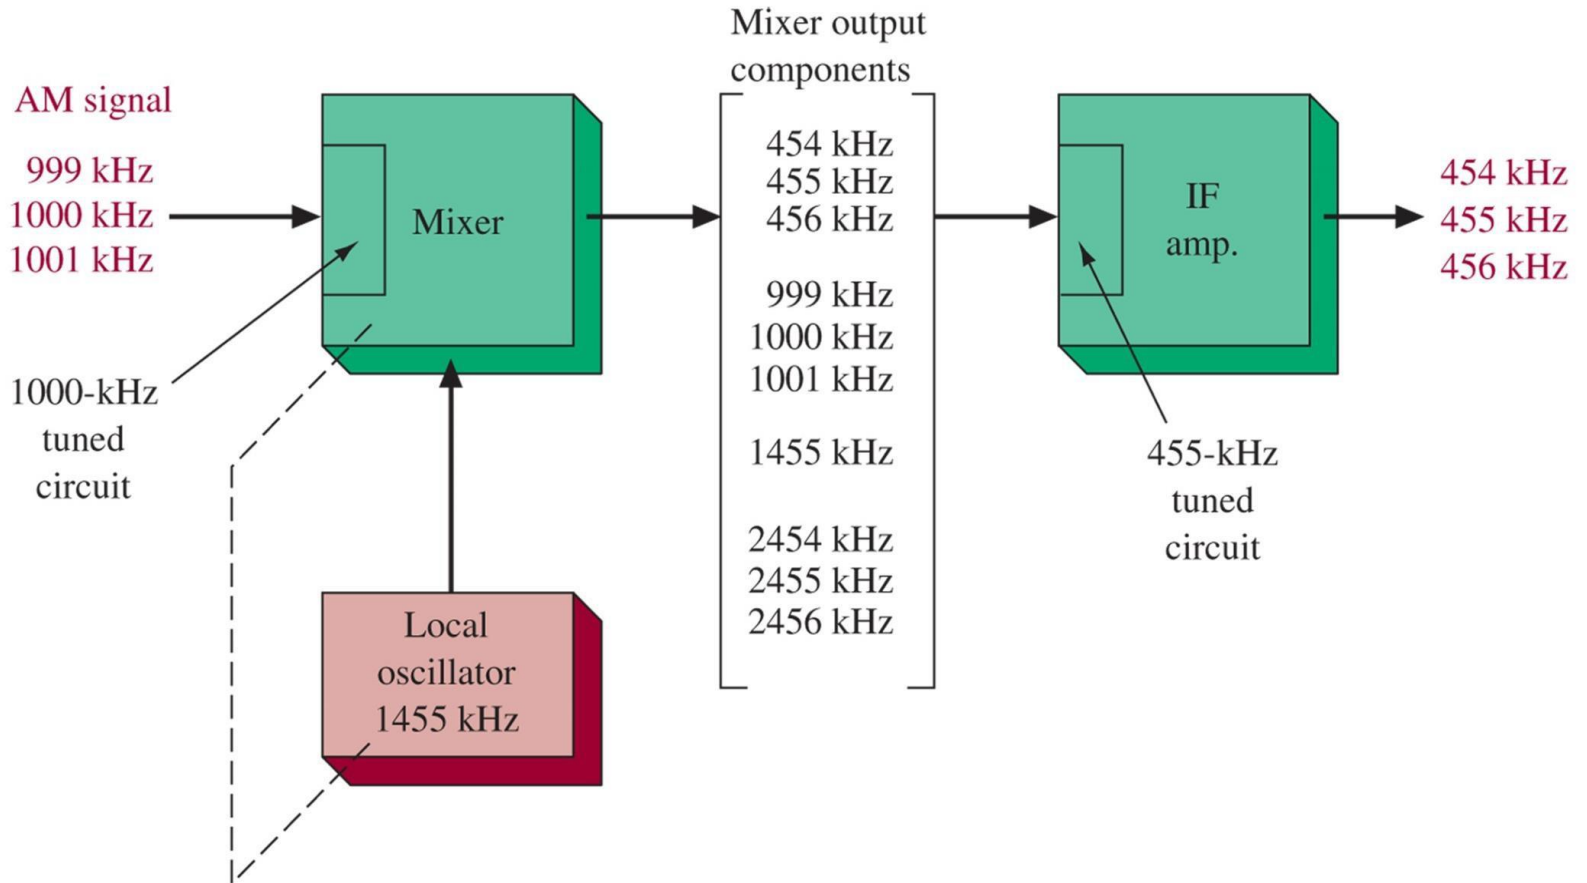 Mixer output
components
AM signal
999 kHz
1000 kHz
1001 kHz
1000-kHz
tuned
circuit
Mixer
Local
oscillator
1455 kHz
454 kHz
455 kHz
456 kHz
999 kHz
1000 kHz
1001 kHz
1455 kHz
2454 kHz
2455 kHz
2456 kHz
IF
amp.
455-kHz
tuned
circuit
454 kHz
455 kHz
456 kHz